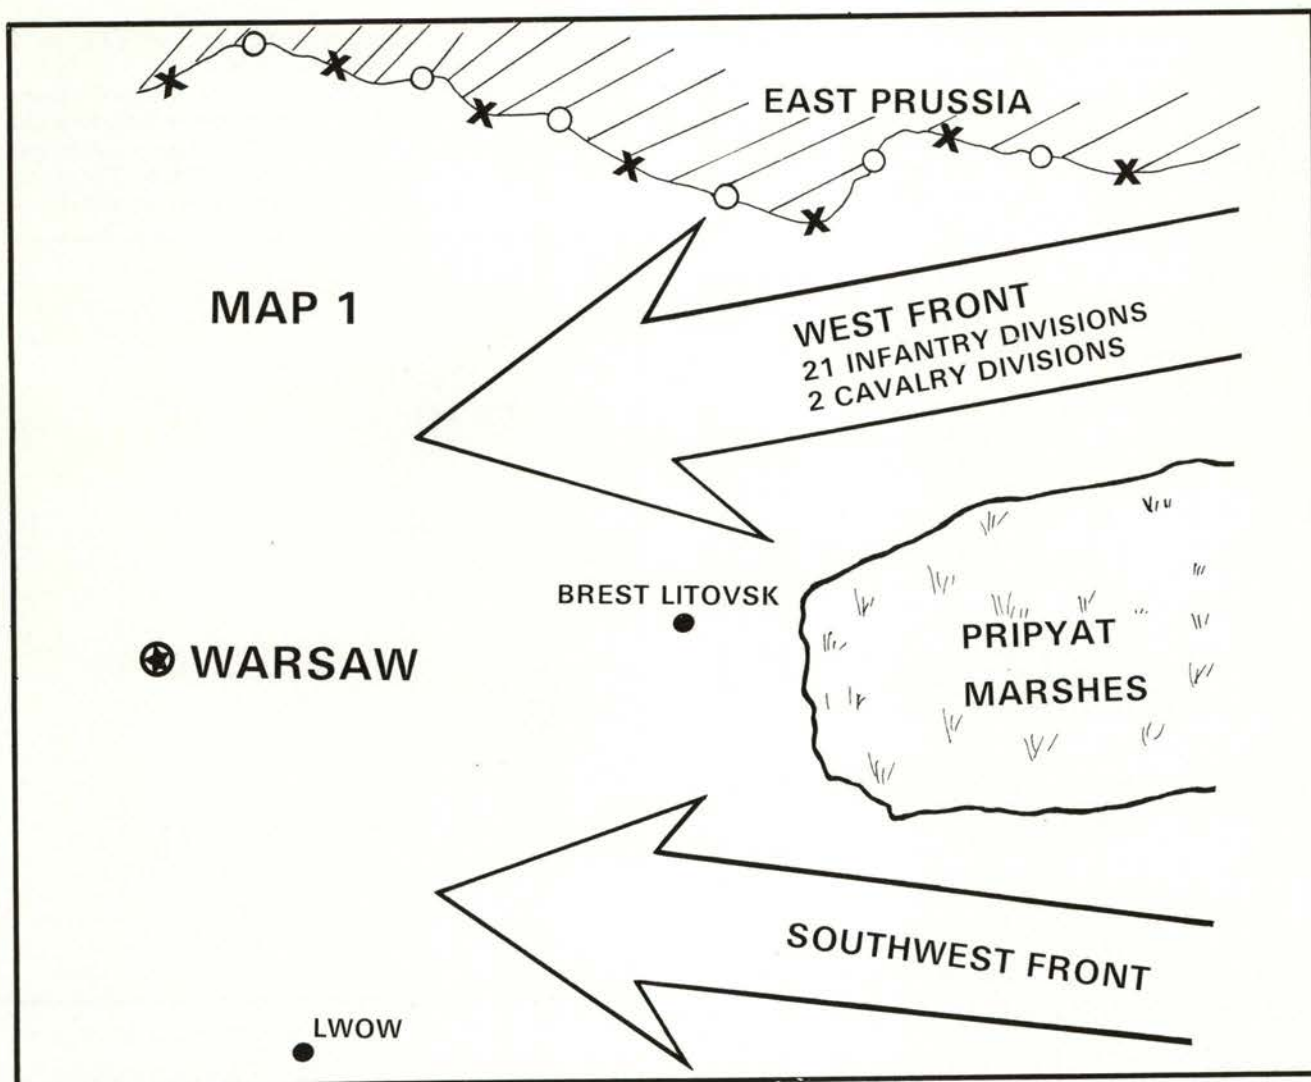 EAST PRUSSIA
MAP 1
WEST FRONT
21 INFANTRY DIVISIONS
2 CAVALRY DIVISIONS
BREST LITOVSK
WARSAW
PRIPYAT
MARSHES
SOUTHWEST FRONT
LWOW